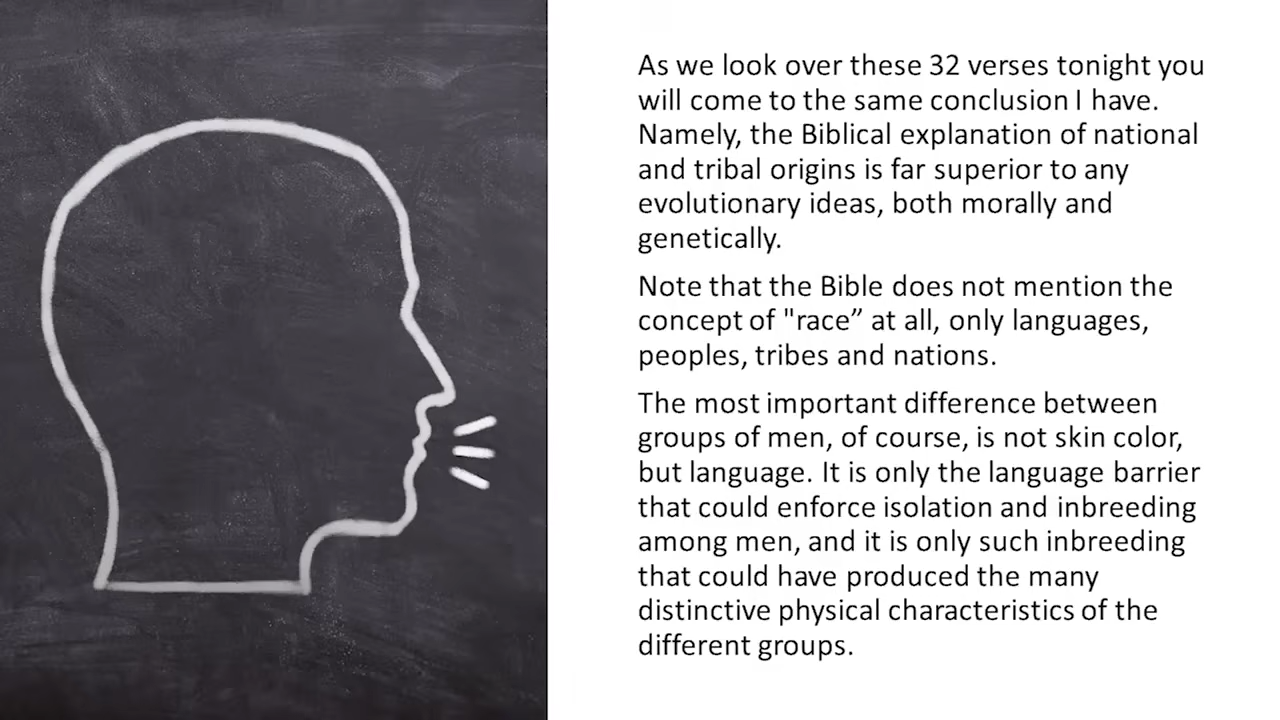 As we look over these 32 verses tonight you
will come to the same conclusion I have.
Namely, the Biblical explanation of national
and tribal origins is far superior to any
evolutionary ideas, both morally and
genetically.
Note that the Bible does not mention the
concept of "race” at all, only languages,
peoples, tribes and nations.
The most important difference between
groups of men, of course, is not skin color,
but language. It is only the language barrier
that could enforce isolation and inbreeding
among men, and it is only such inbreeding
that could have produced the many
distinctive physical characteristics of the
different groups.